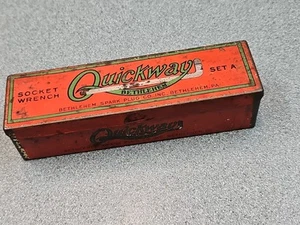 SOCKET
WRENCH
Quickway
BETHLEHEM
SET A
BETHLEHEM SPARK PLUG CO. INC. BETHLEHEM, PA.
Quickway